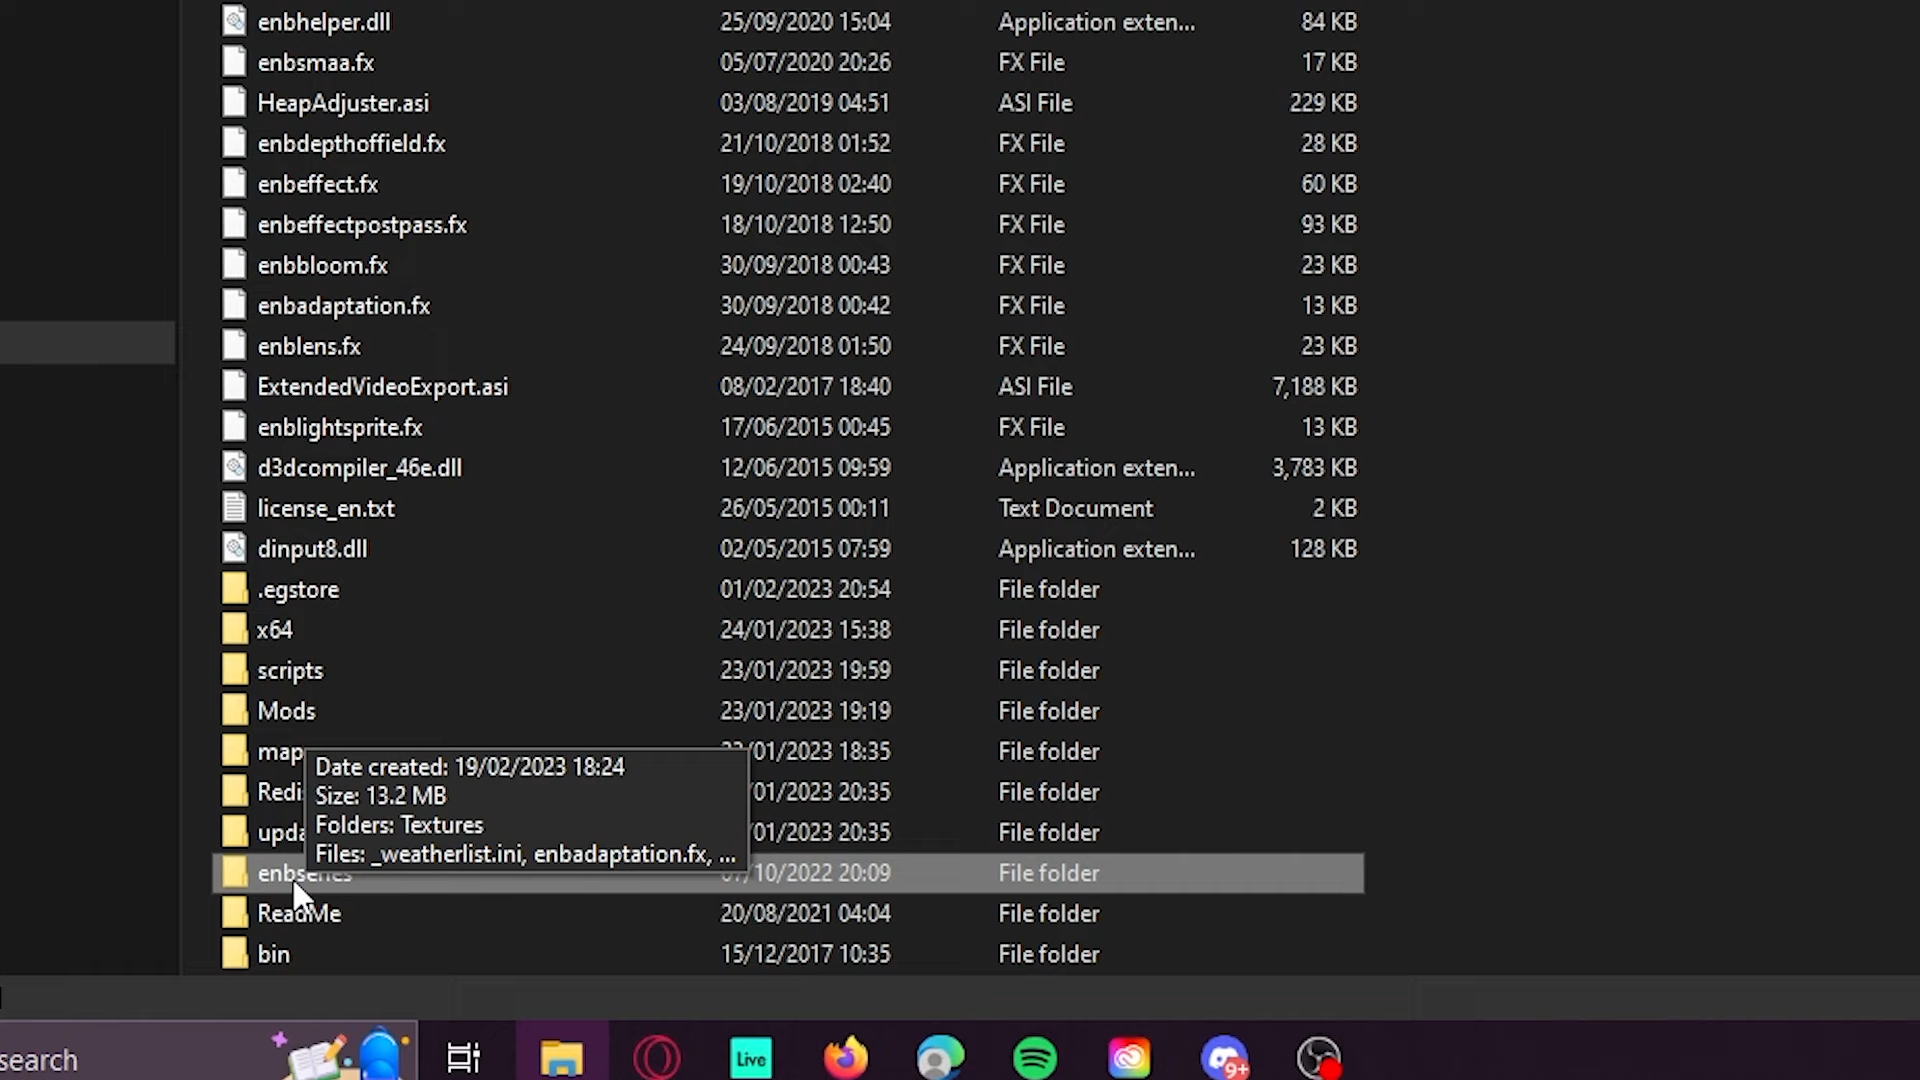 enbhelper.dll 25/09/2020 15:04 Application exten... 84 KB
enbsmaa.fx 05/07/2020 20:26 FX File 17 KB
HeapAdjuster.asi 03/08/2019 04:51 ASI File 229 KB
enbdepthoffield.fx 21/10/2018 01:52 FX File 28 KB
enbeffect.fx 19/10/2018 02:40 FX File 60 KB
enbeffectpostpass.fx 18/10/2018 12:50 FX File 93 KB
enbbloom.fx 30/09/2018 00:43 FX File 23 KB
enbadaptation.fx 30/09/2018 00:42 FX File 13 KB
enblens.fx 24/09/2018 01:50 FX File 23 KB
ExtendedVideoExport.asi 08/02/2017 18:40 ASI File 7,188 KB
enblightsprite.fx 17/06/2015 00:45 FX File 13 KB
d3dcompiler_46e.dll 12/06/2015 09:59 Application exten... 3,783 KB
license_en.txt 26/05/2015 00:11 Text Document 2 KB
dinput8.dll 02/05/2015 07:59 Application exten... 128 KB
.egstore 01/02/2023 20:54 File folder
x64 24/01/2023 15:38 File folder
scripts 23/01/2023 19:59 File folder
Mods 23/01/2023 19:19 File folder
map /01/2023 18:35 File folder
Date created: 19/02/2023 18:24
Redi /01/2023 20:35 File folder
Size: 13.2 MB
upda /01/2023 20:35 File folder
Folders: Textures
Files: _weatherlist.ini, enbadaptation.fx, ...
enbseries /10/2022 20:09 File folder
ReadMe 20/08/2021 04:04 File folder
bin 15/12/2017 10:35 File folder
search
Live
9+